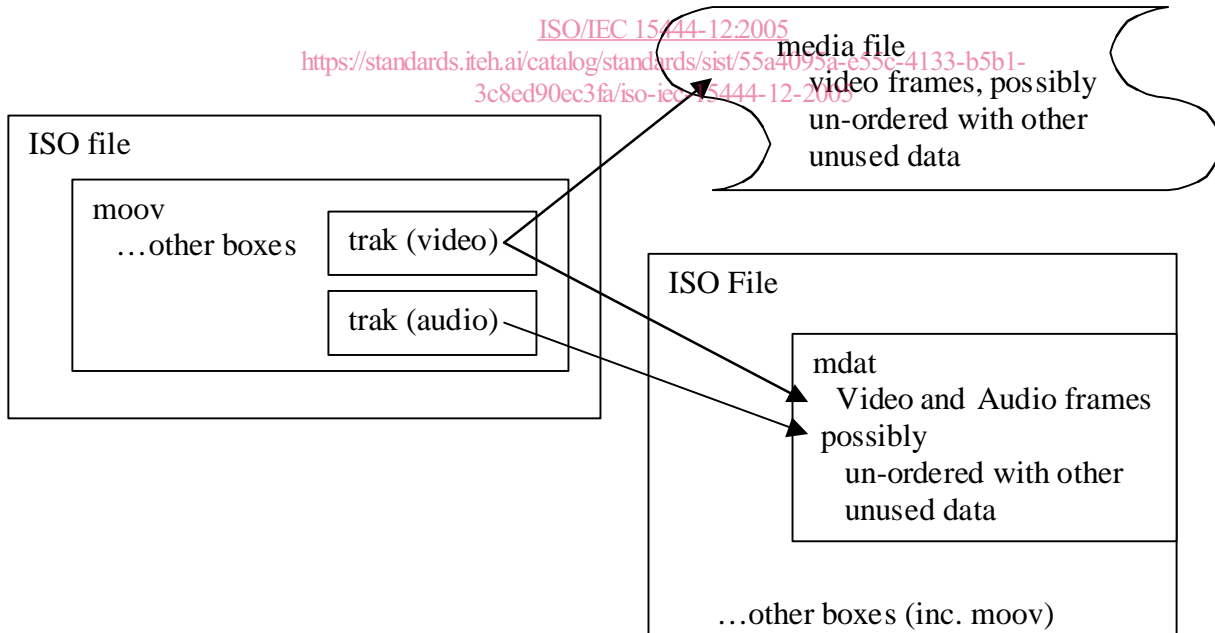 ISO/IEC 15444-12:2005
https://standards.iteh.ai/catalog/standards/sist/55a4095a-e55c-4133-b5b1-
3c8ed90ec3fa/iso-iec-15444-12-2005
media file
video frames, possibly
un-ordered with other
unused data
ISO file
moov
…other boxes
trak (video)
trak (audio)
ISO File
mdat
Video and Audio frames
possibly
un-ordered with other
unused data
…other boxes (inc. moov)